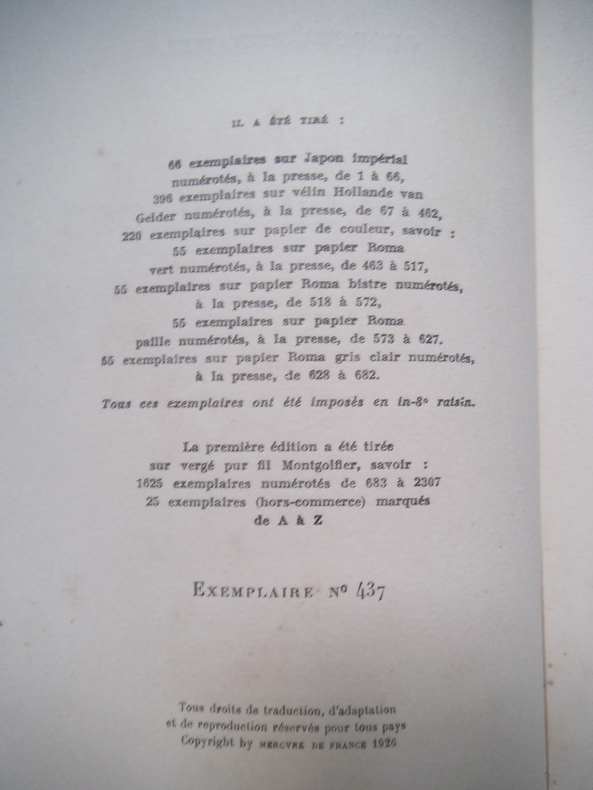 IL A ÉTÉ TIRÉ :
66 exemplaires sur Japon impérial
numérotés, à la presse, de 1 à 66,
396 exemplaires sur vélin Hollande van
Gelder numérotés, à la presse, de 67 à 462,
220 exemplaires sur papier de couleur, savoir :
55 exemplaires sur papier Roma
vert numérotés, à la presse, de 463 à 517,
55 exemplaires sur papier Roma bistre numérotés,
à la presse, de 518 à 572,
55 exemplaires sur papier Roma
paille numérotés, à la presse, de 573 à 627.
55 exemplaires sur papier Roma gris clair numérotés,
à la presse, de 628 à 682.
Tous ces exemplaires ont été imposés en in-8º raisin.
La première édition a été tirée
sur vergé pur fil Montgolfier, savoir :
1625 exemplaires numérotés de 683 à 2307
25 exemplaires (hors-commerce) marqués
de A à Z
EXEMPLAIRE Nº 437
Tous droits de traduction, d'adaptation
et de reproduction réservés pour tous pays
Copyright by MERCVRE DE FRANCE 1926